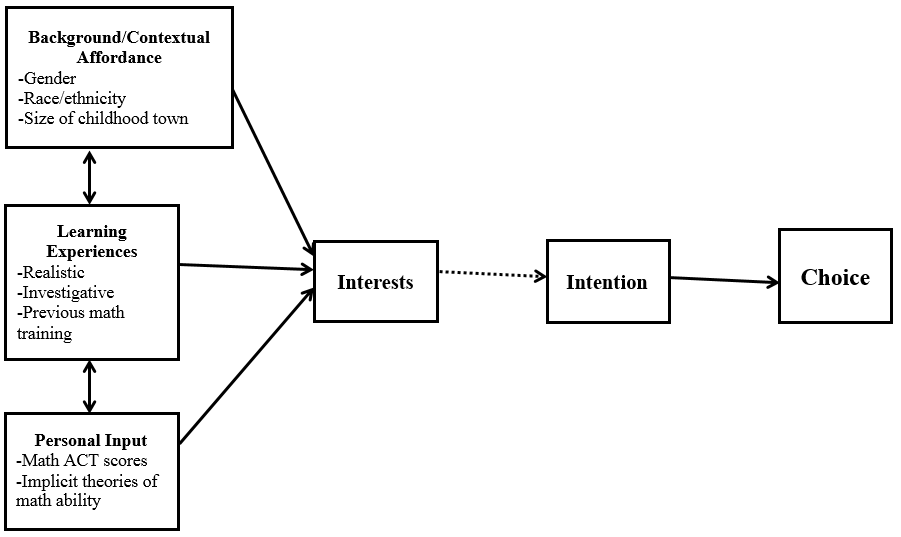 Background/Contextual
Affordance
-Gender
-Race/ethnicity
-Size of childhood town
Learning
Experiences
-Realistic
-Investigative
-Previous math
training
Personal Input
-Math ACT scores
-Implicit theories of
math ability
Interests
Intention
Choice